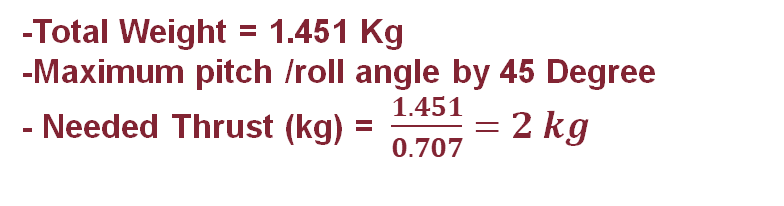 -Total Weight = 1.451 Kg
-Maximum pitch /roll angle by 45 Degree
- Needed Thrust (kg) = 1.451/0.707 = 2 kg